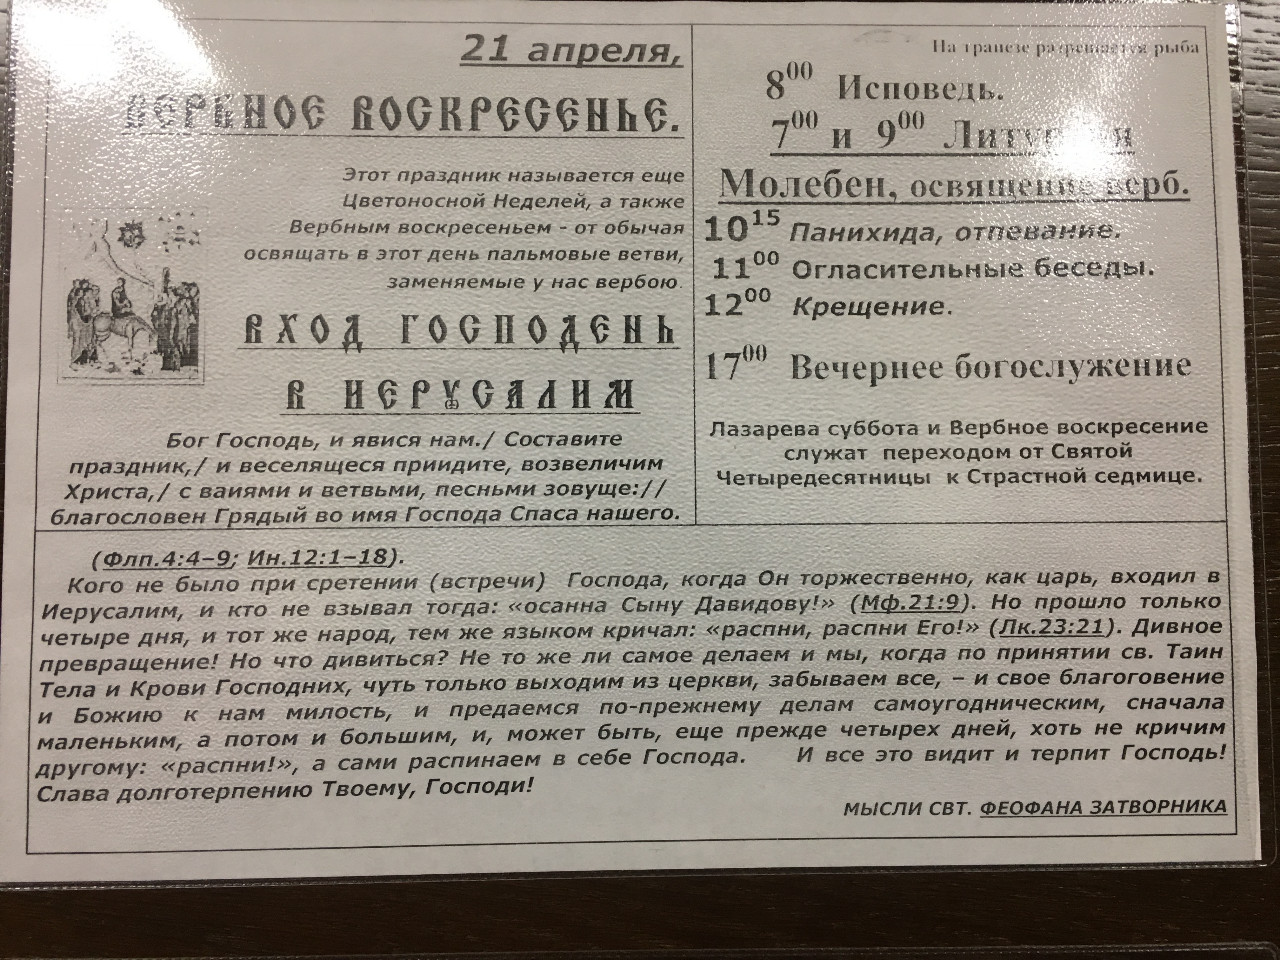 21 апреля,
ВЕРБНОЕ ВОСКРЕСЕНЬЕ.
Этот праздник называется еще
Цветоносной Неделей, а также
Вербным воскресеньем - от обычая
освящать в этот день пальмовые ветви,
заменяемые у нас вербою.
ВХОД ГОСПОДЕНЬ
В ИЕРУСАЛИМ
Бог Господь, и явися нам./ Составите
праздник,/ и веселящеся приидите, возвеличим
Христа,/ с ваиями и ветвьми, песньми зовуще://
благословен Грядый во имя Господа Спаса нашего.
На трапезе разрешается рыба
8⁰⁰ Исповедь.
7⁰⁰ и 9⁰⁰ Литургия
Молебен, освящение верб.
10¹⁵ Панихида, отпевание.
11⁰⁰ Огласительные беседы.
12⁰⁰ Крещение.
17⁰⁰ Вечернее богослужение
Лазарева суббота и Вербное воскресение
служат переходом от Святой
Четыредесятницы к Страстной седмице.
(Флп.4:4–9; Ин.12:1–18).
Кого не было при сретении (встречи) Господа, когда Он торжественно, как царь, входил в
Иерусалим, и кто не взывал тогда: «осанна Сыну Давидову!» (Мф.21:9). Но прошло только
четыре дня, и тот же народ, тем же языком кричал: «распни, распни Его!» (Лк.23:21). Дивное
превращение! Но что дивиться? Не то же ли самое делаем и мы, когда по принятии св. Таин
Тела и Крови Господних, чуть только выходим из церкви, забываем все, – и свое благоговение
и Божию к нам милость, и предаемся по-прежнему делам самоугодническим, сначала
маленьким, а потом и большим, и, может быть, еще прежде четырех дней, хоть не кричим
другому: «распни!», а сами распинаем в себе Господа. И все это видит и терпит Господь!
Слава долготерпению Твоему, Господи!
МЫСЛИ СВТ. ФЕОФАНА ЗАТВОРНИКА